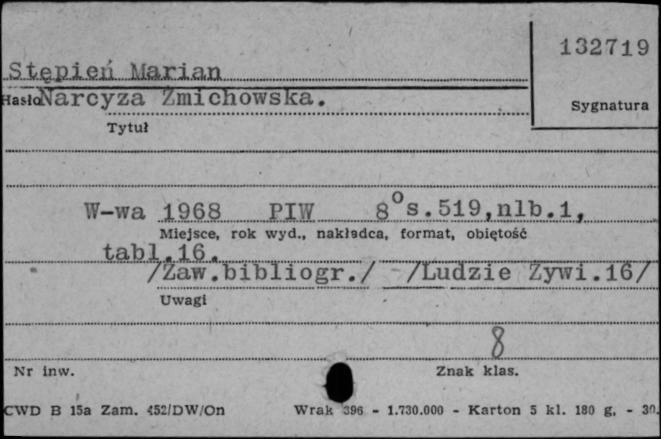 132719
Stępień Marian
Hasło Narcyza Żmichowska.
Sygnatura
Tytuł
W-wa 1968 PIW 8° s.519,nlb.1,
Miejsce, rok wyd., nakładca, format, objętość
tabl.16.
/Zaw.bibliogr./ - /Ludzie Żywi.16/
Uwagi
8
Nr inw. Znak klas.
CWD B 15a Zam. 452/DW/On Wrak 396 - 1.730.000 - Karton 5 kl. 180 g, - 30.